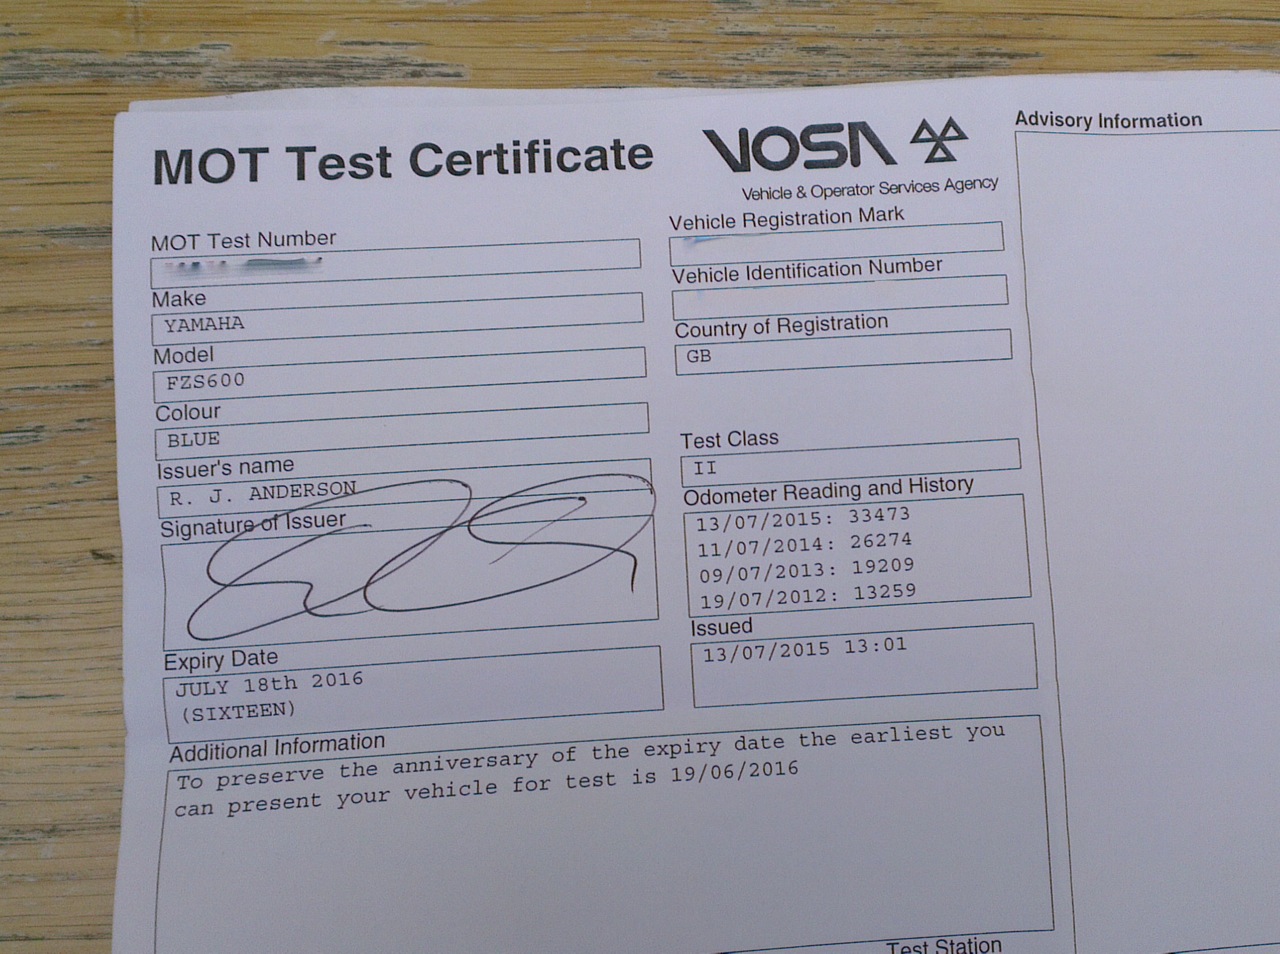 MOT Test Certificate
VOSA
Vehicle & Operator Services Agency
MOT Test Number
Make
YAMAHA
Model
FZS600
Colour
BLUE
Issuer's name
R. J. ANDERSON
Signature of Issuer
Expiry Date
JULY 18th 2016
(SIXTEEN)
Vehicle Registration Mark
Vehicle Identification Number
Country of Registration
GB
Test Class
II
Odometer Reading and History
13/07/2015: 33473
11/07/2014: 26274
09/07/2013: 19209
19/07/2012: 13259
Issued
13/07/2015 13:01
Additional Information
To preserve the anniversary of the expiry date the earliest you
can present your vehicle for test is 19/06/2016
Test Station
Advisory Information